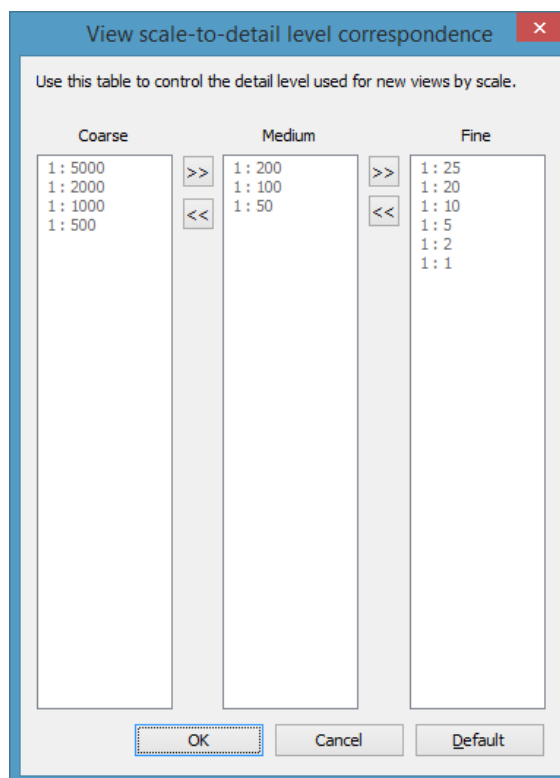 View scale-to-detail level correspondence
Use this table to control the detail level used for new views by scale.
Coarse
Medium
Fine
1 : 5000
1 : 2000
1 : 1000
1 : 500
>>
<<
1 : 200
1 : 100
1 : 50
>>
<<
1 : 25
1 : 20
1 : 10
1 : 5
1 : 2
1 : 1
OK
Cancel
Default